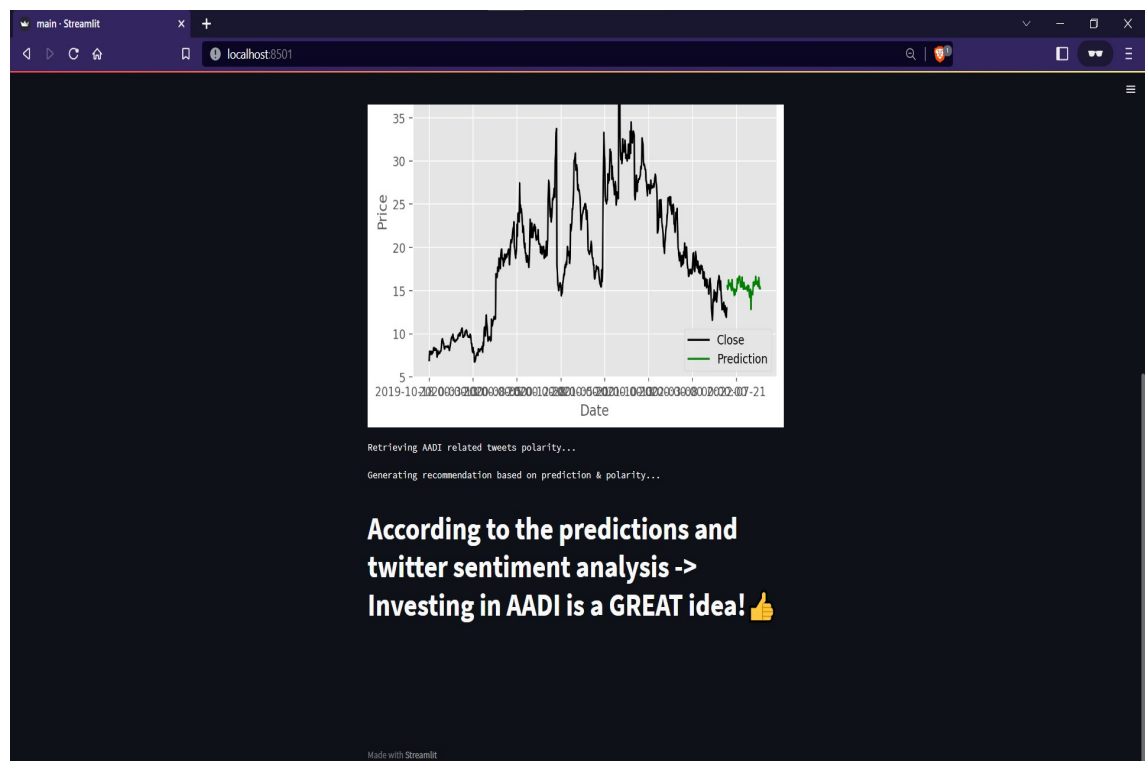 main - Streamlit
localhost:8501
35
30
25
20
15
10
5
Price
Close
Prediction
Date
Retrieving AADI related tweets polarity...
Generating recommendation based on prediction & polarity...
According to the predictions and
twitter sentiment analysis ->
Investing in AADI is a GREAT idea!👍
Made with Streamlit